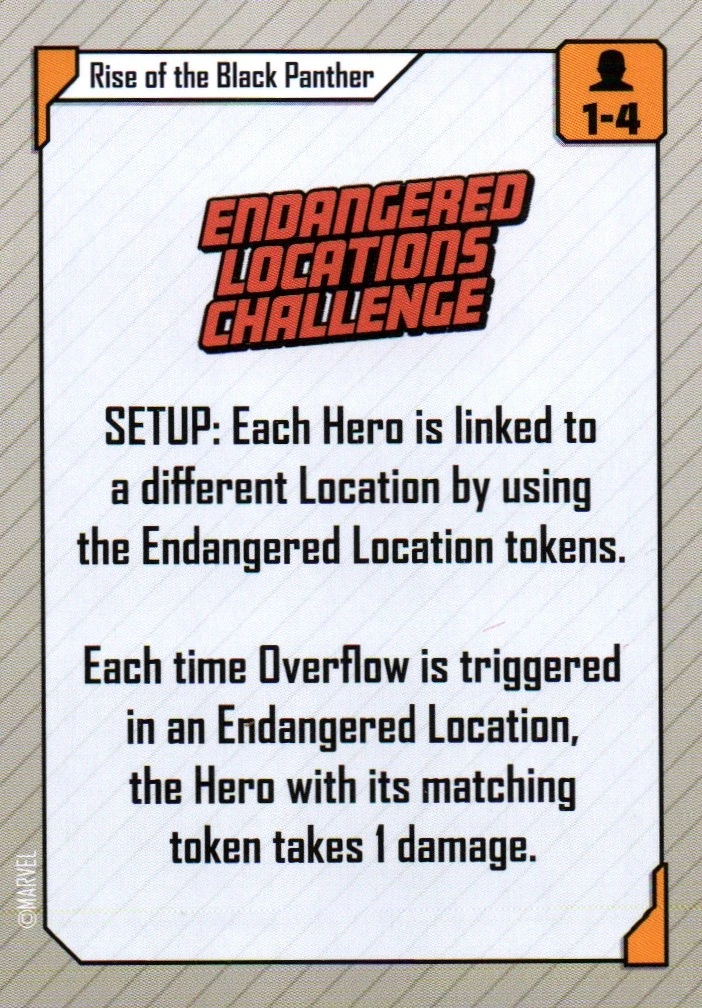 Rise of the Black Panther
1-4
ENDANGERED
LOCATIONS
CHALLENGE
SETUP: Each Hero is linked to
a different Location by using
the Endangered Location tokens.
Each time Overflow is triggered
in an Endangered Location,
the Hero with its matching
token takes 1 damage.
©MARVEL